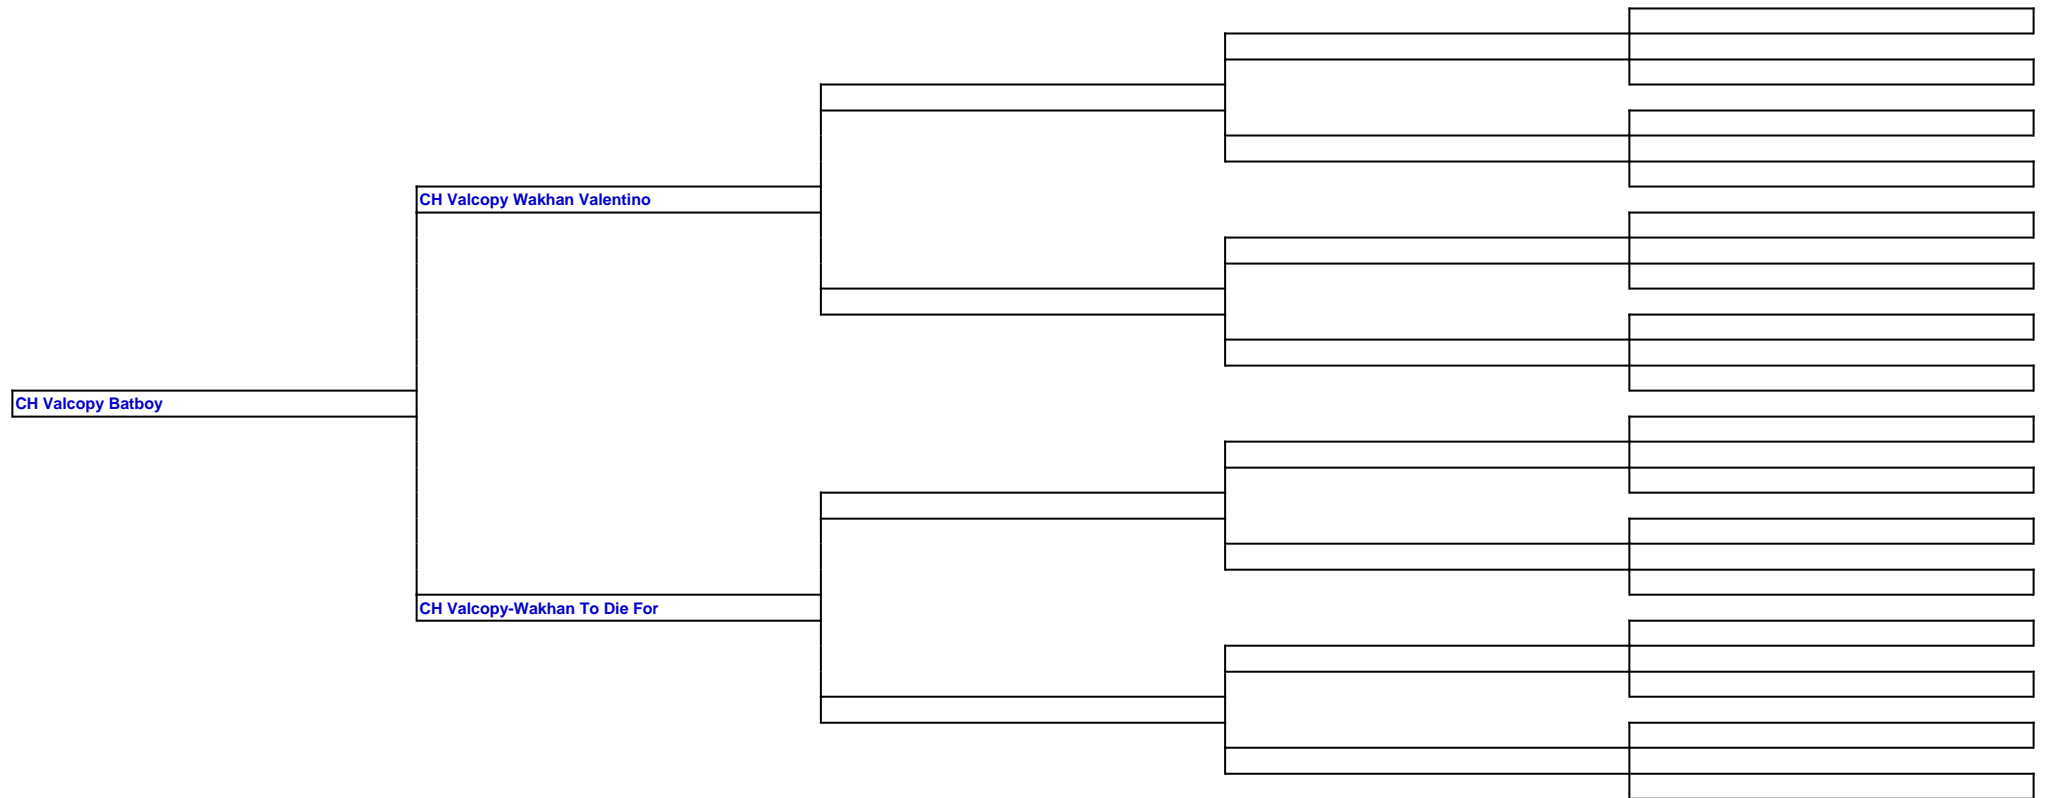 CH Valcopy Wakhan Valentino
CH Valcopy Batboy
CH Valcopy-Wakhan To Die For